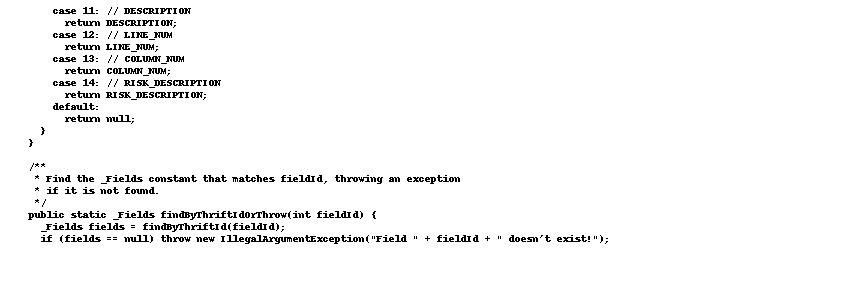 case 11: // DESCRIPTION
return DESCRIPTION;
case 12: // LINE_NUM
return LINE_NUM;
case 13: // COLUMN_NUM
return COLUMN_NUM;
case 14: // RISK_DESCRIPTION
return RISK_DESCRIPTION;
default:
return null;
}
}
/**
* Find the _Fields constant that matches fieldId, throwing an exception
* if it is not found.
*/
public static _Fields findByThriftIdOrThrow(int fieldId) {
_Fields fields = findByThriftId(fieldId);
if (fields == null) throw new IllegalArgumentException("Field " + fieldId + " doesn't exist!");